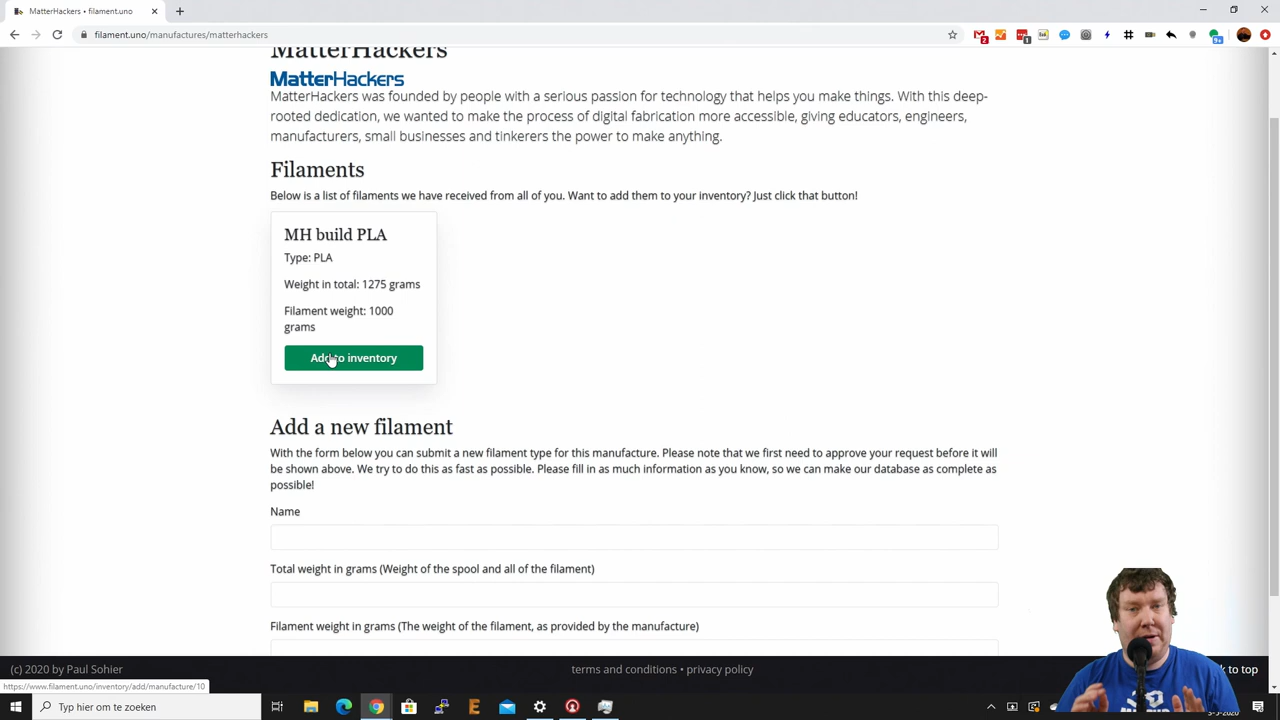 MatterHackers • filament.uno
filament.uno/manufactures/matterhackers
MatterHackers
MatterHackers
MatterHackers was founded by people with a serious passion for technology that helps you make things. With this deep-
rooted dedication, we wanted to make the process of digital fabrication more accessible, giving educators, engineers,
manufacturers, small businesses and tinkerers the power to make anything.
Filaments
Below is a list of filaments we have received from all of you. Want to add them to your inventory? Just click that button!
MH build PLA
Type: PLA
Weight in total: 1275 grams
Filament weight: 1000
grams
Add to inventory
Add a new filament
With the form below you can submit a new filament type for this manufacture. Please note that we first need to approve your request before it will
be shown above. We try to do this as fast as possible. Please fill in as much information as you know, so we can make our database as complete as
possible!
Name
Total weight in grams (Weight of the spool and all of the filament)
Filament weight in grams (The weight of the filament, as provided by the manufacture)
(c) 2020 by Paul Sohier
terms and conditions • privacy policy
to top
https://www.filament.uno/inventory/add/manufacture/10
Typ hier om te zoeken
3-5-2020